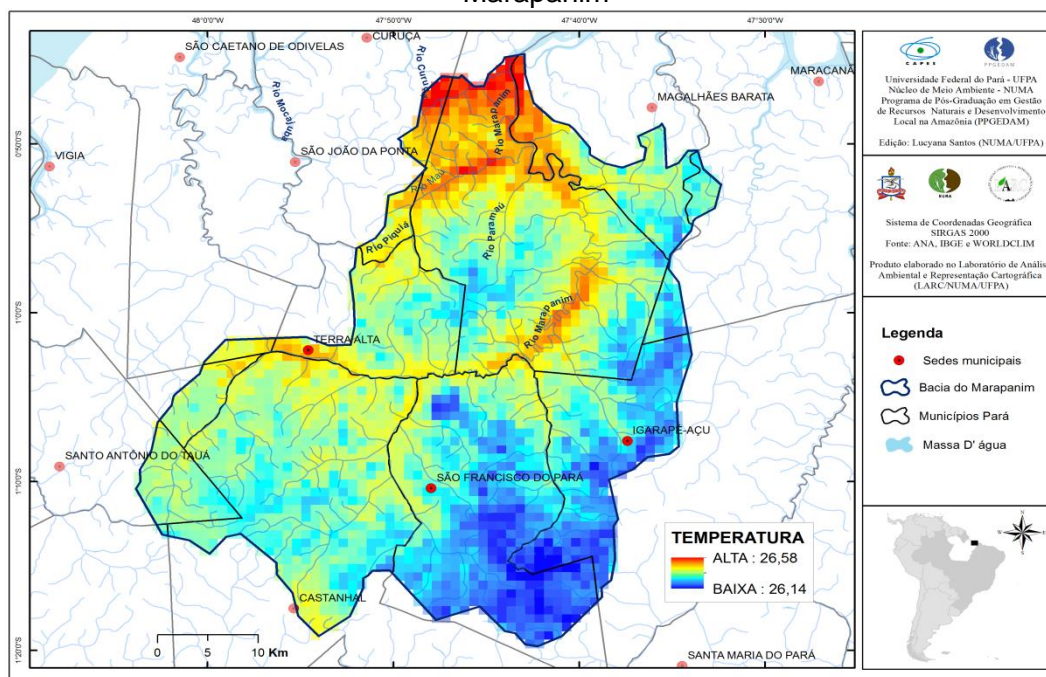 Marapanim
48°0'0"O
47°50'0"O
47°40'0"O
47°30'0"O
SÃO CAETANO DE ODIVELAS
CURUÇA
MARACANÃ
MAGALHÃES BARATA
Rio Curuçá
Rio Mocajuba
Rio Marapanim
0°50'0"S
VIGIA
SÃO JOÃO DA PONTA
Rio Maú
Rio Paramaú
Rio Piquiá
1°0'0"S
Rio Marapanim
TERRA ALTA
IGARAPÉ-AÇU
SANTO ANTÔNIO DO TAUÁ
1°0'0"S
SÃO FRANCISCO DO PARÁ
TEMPERATURA
ALTA : 26,58
BAIXA : 26,14
CASTANHAL
0 5 10 Km
1°20'0"S
SANTA MARIA DO PARÁ
CAPES
PPGEDAM
Universidade Federal do Pará - UFPA
Núcleo de Meio Ambiente - NUMA
Programa de Pós-Graduação em Gestão
de Recursos Naturais e Desenvolvimento
Local na Amazônia (PPGEDAM)
Edição: Lucyana Santos (NUMA/UFPA)
NUMA
Sistema de Coordenadas Geográfica
SIRGAS 2000
Fonte: ANA, IBGE e WORLDCLIM
Produto elaborado no Laboratório de Anális
Ambiental e Representação Cartográfica
(LARC/NUMA/UFPA)
Legenda
Sedes municipais
Bacia do Marapanim
Municípios Pará
Massa D' água
N
N